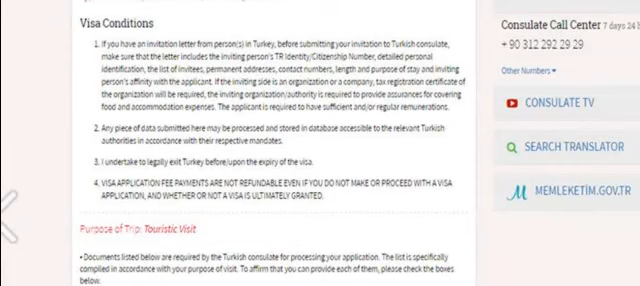 Visa Conditions
1. If you have an invitation letter from person(s) in Turkey, before submitting your invitation to Turkish consulate,
make sure that the letter includes the inviting person's TR Identity/Citizenship Number, detailed personal
identification, the list of invitees, permanent addresses, contact numbers, length and purpose of stay and inviting
person's affinity with the applicant. If the inviting side is an organization or a company, tax registration certificate of
the organization will be required, the inviting organization/authority is required to provide assurances for covering
food and accommodation expenses. The applicant is required to have sufficient and/or regular remunerations.
2. Any piece of data submitted here may be processed and stored in database accessible to the relevant Turkish
authorities in accordance with their respective mandates.
3. I undertake to legally exit Turkey before/upon the expiry of the visa.
4. VISA APPLICATION FEE PAYMENTS ARE NOT REFUNDABLE EVEN IF YOU DO NOT MAKE OR PROCEED WITH A VISA
APPLICATION, AND WHETHER OR NOT A VISA IS ULTIMATELY GRANTED.
Purpose of Trip: Touristic Visit
• Documents listed below are required by the Turkish consulate for processing your application. The list is specifically
compiled in accordance with your purpose of visit. To affirm that you can provide each of them, please check the boxes
below.
Consulate Call Center 7 days 24
+ 90 312 292 29 29
Other Numbers
CONSULATE TV
SEARCH TRANSLATOR
MEMLEKETİM.GOV.TR